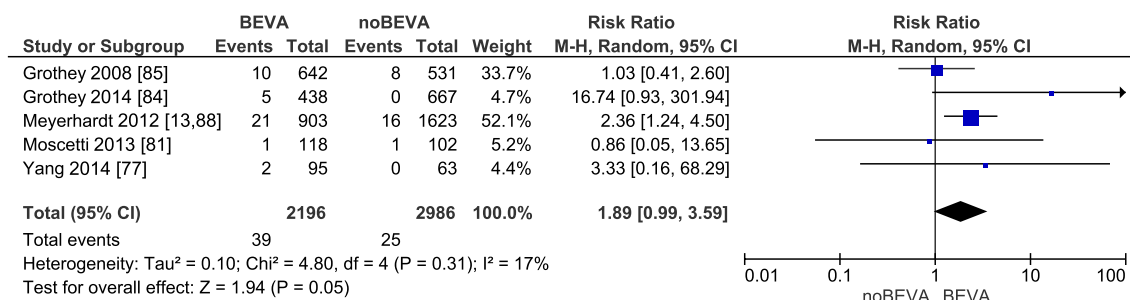 BEVA noBEVA Risk Ratio Risk Ratio
Study or Subgroup Events Total Events Total Weight M-H, Random, 95% CI M-H, Random, 95% CI
Grothey 2008 [85] 10 642 8 531 33.7% 1.03 [0.41, 2.60]
Grothey 2014 [84] 5 438 0 667 4.7% 16.74 [0.93, 301.94]
Meyerhardt 2012 [13,88] 21 903 16 1623 52.1% 2.36 [1.24, 4.50]
Moscetti 2013 [81] 1 118 1 102 5.2% 0.86 [0.05, 13.65]
Yang 2014 [77] 2 95 0 63 4.4% 3.33 [0.16, 68.29]
Total (95% CI) 2196 2986 100.0% 1.89 [0.99, 3.59]
Total events 39 25
Heterogeneity: Tau² = 0.10; Chi² = 4.80, df = 4 (P = 0.31); I² = 17%
Test for overall effect: Z = 1.94 (P = 0.05)
0.01 0.1 1 10 100
noBEVA BEVA